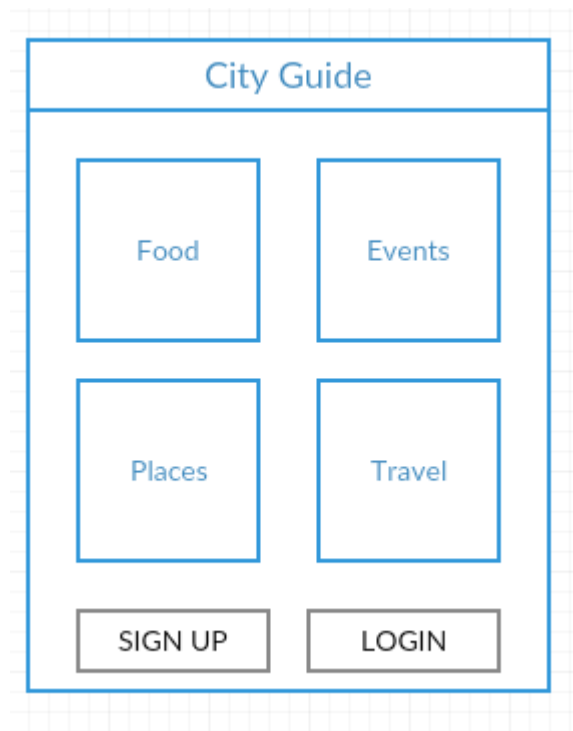 City Guide
Food
Events
Places
Travel
SIGN UP
LOGIN